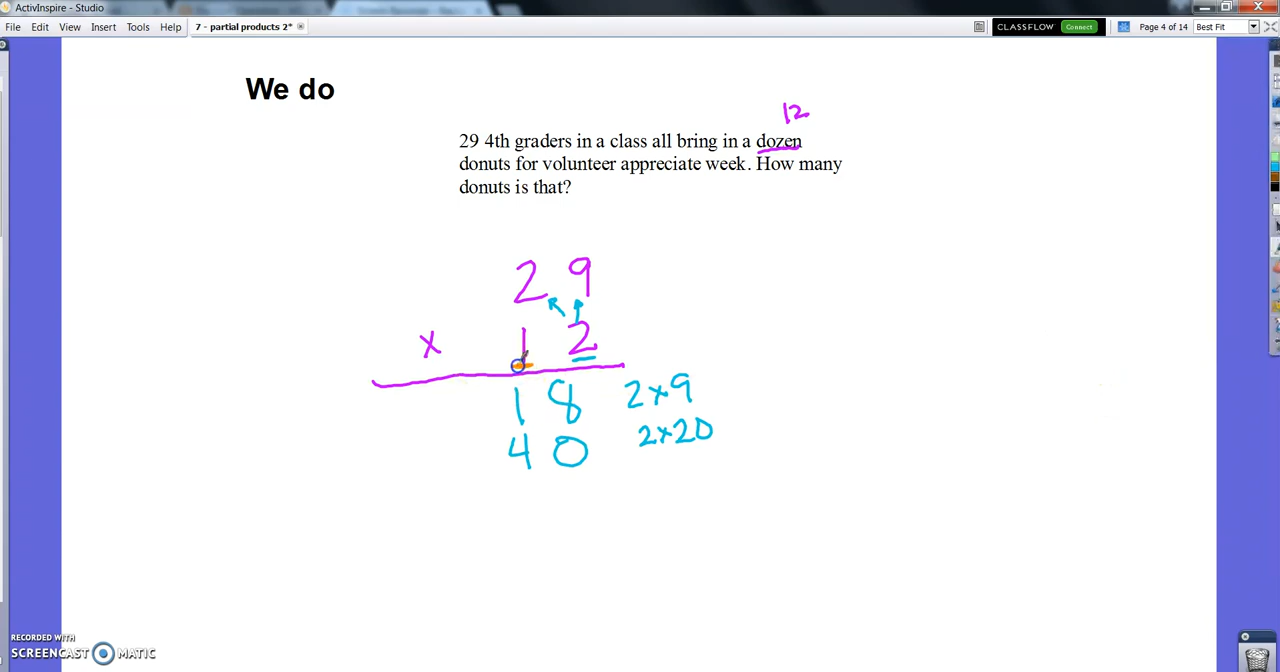 ActivInspire - Studio
File Edit View Insert Tools Help 7 - partial products 2* CLASSFLOW Connect Page 4 of 14 Best Fit
We do
12
29 4th graders in a class all bring in a dozen
donuts for volunteer appreciate week. How many
donuts is that?
2 9
x 1 2
1 8 2x9
4 0 2x20
RECORDED WITH
SCREENCAST MATIC